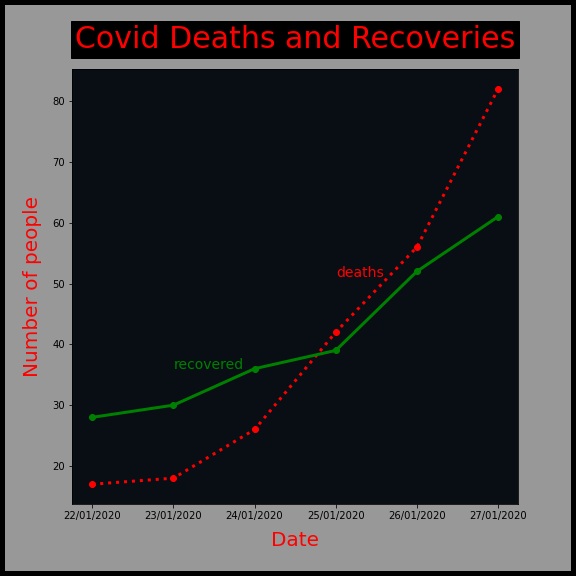 Covid Deaths and Recoveries
80
70
60
50
40
30
20
Number of people
deaths
recovered
22/01/2020 23/01/2020 24/01/2020 25/01/2020 26/01/2020 27/01/2020
Date